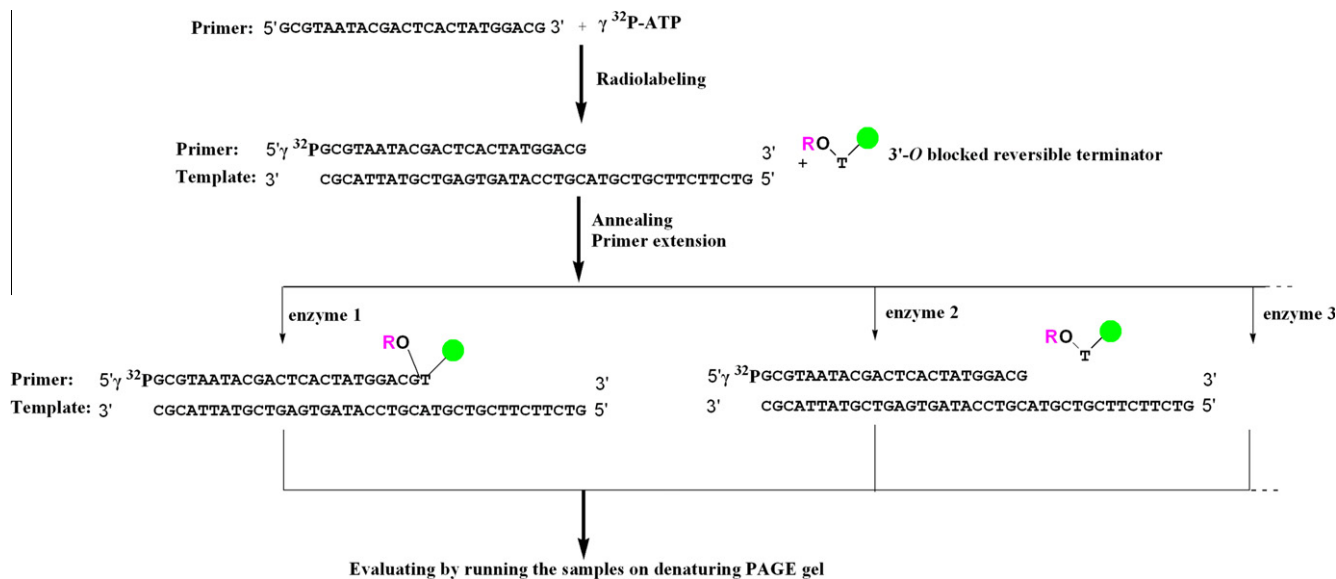 Primer: 5'GCGTAATACGACTCACTATGGACG 3' + γ 32P-ATP
Radiolabeling
Primer: 5'γ 32PGCGTAATACGACTCACTATGGACG 3'
Template: 3' CGCATTATGCTGAGTGATACCTGCATGCTGCTTCTTCTG 5'
+ RO T 3'-O blocked reversible terminator
Annealing
Primer extension
enzyme 1 enzyme 2 enzyme 3
RO RO T
Primer: 5'γ 32PGCGTAATACGACTCACTATGGACGT 3' 5'γ 32PGCGTAATACGACTCACTATGGACG 3'
Template: 3' CGCATTATGCTGAGTGATACCTGCATGCTGCTTCTTCTG 5' 3' CGCATTATGCTGAGTGATACCTGCATGCTGCTTCTTCTG 5'
Evaluating by running the samples on denaturing PAGE gel